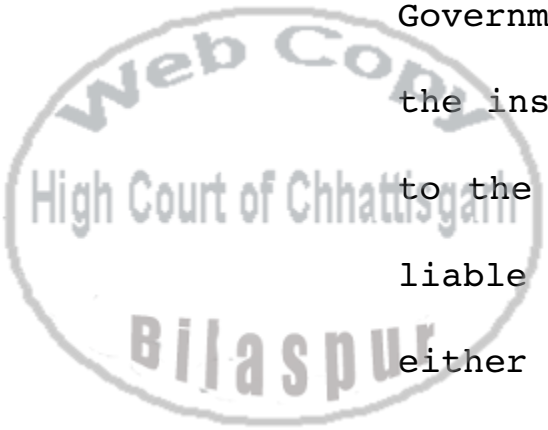 Governm
Web Copy
the ins
High Court of Chhattisgarh
to the
liable
Bilaspur
either